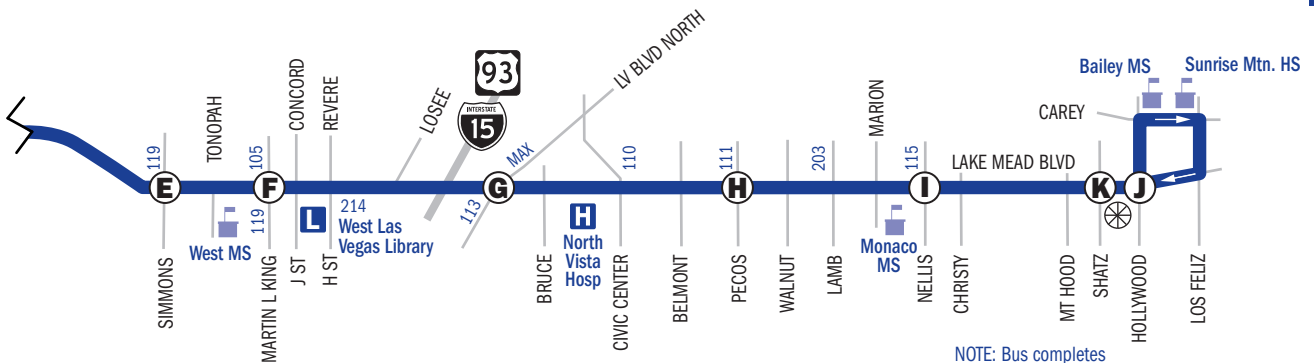 93
INTERSTATE
15
LV BLVD NORTH
Bailey MS
Sunrise Mtn. HS
CAREY
TONOPAH
CONCORD
REVERE
LOSEE
MARION
119
105
MAX
110
111
203
115
LAKE MEAD BLVD
E
F
G
H
I
K
J
119
L
214
West Las
Vegas Library
113
H
North
Vista
Hosp
West MS
Monaco
MS
SIMMONS
MARTIN L KING
J ST
H ST
BRUCE
CIVIC CENTER
BELMONT
PECOS
WALNUT
LAMB
NELLIS
CHRISTY
MT HOOD
SHATZ
HOLLYWOOD
LOS FELIZ
NOTE: Bus completes